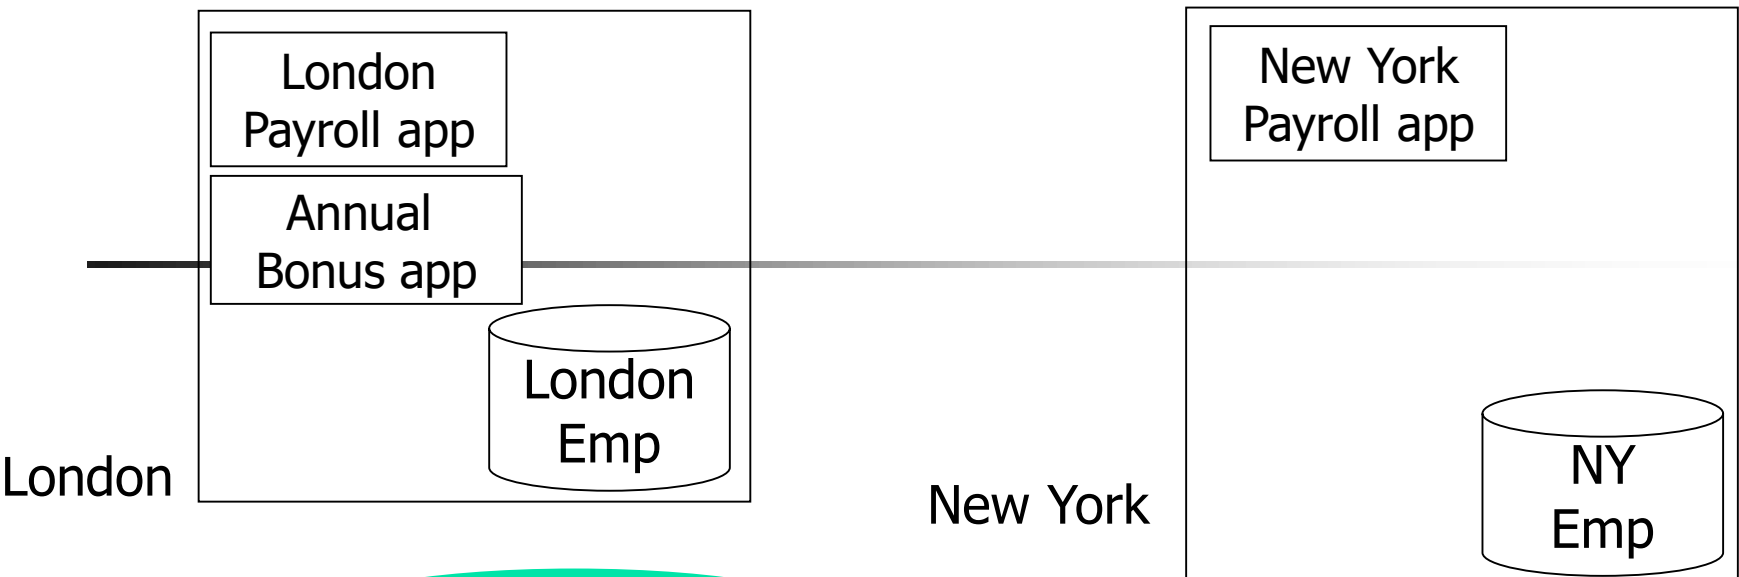 London
Payroll app
Annual
Bonus app
London
Emp
London
New York
Payroll app
NY
Emp
New York